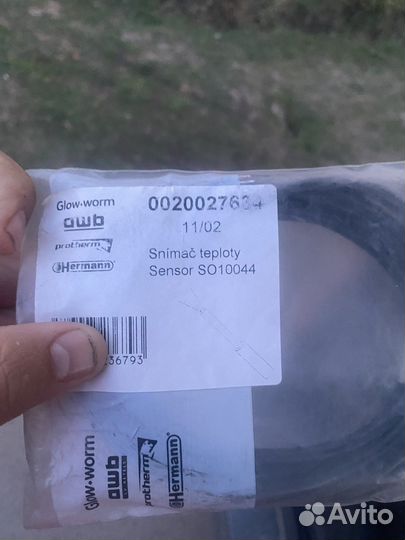 Glow-worm
awb
protherm
Hermann
0020027634
11/02
Snímač teploty
Sensor SO10044
36793
Glow-worm
awb
protherm
Hermann
Avito